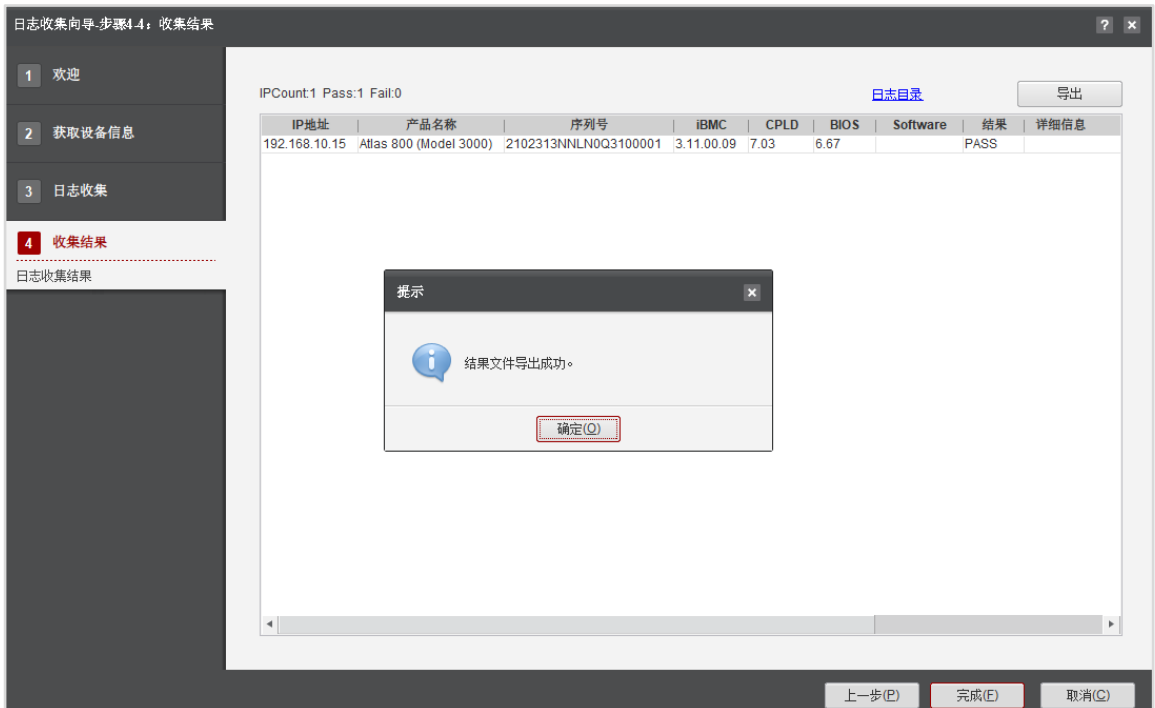 日志收集向导-步骤4-4：收集结果
? ×
1 欢迎
2 获取设备信息
3 日志收集
4 收集结果
日志收集结果
IPCount:1 Pass:1 Fail:0 日志目录 导出
IP地址 产品名称 序列号 iBMC CPLD BIOS Software 结果 详细信息
192.168.10.15 Atlas 800 (Model 3000) 2102313NNLN0Q3100001 3.11.00.09 7.03 6.67 PASS
提示
结果文件导出成功。
确定(O)
上一步(P) 完成(F) 取消(C)